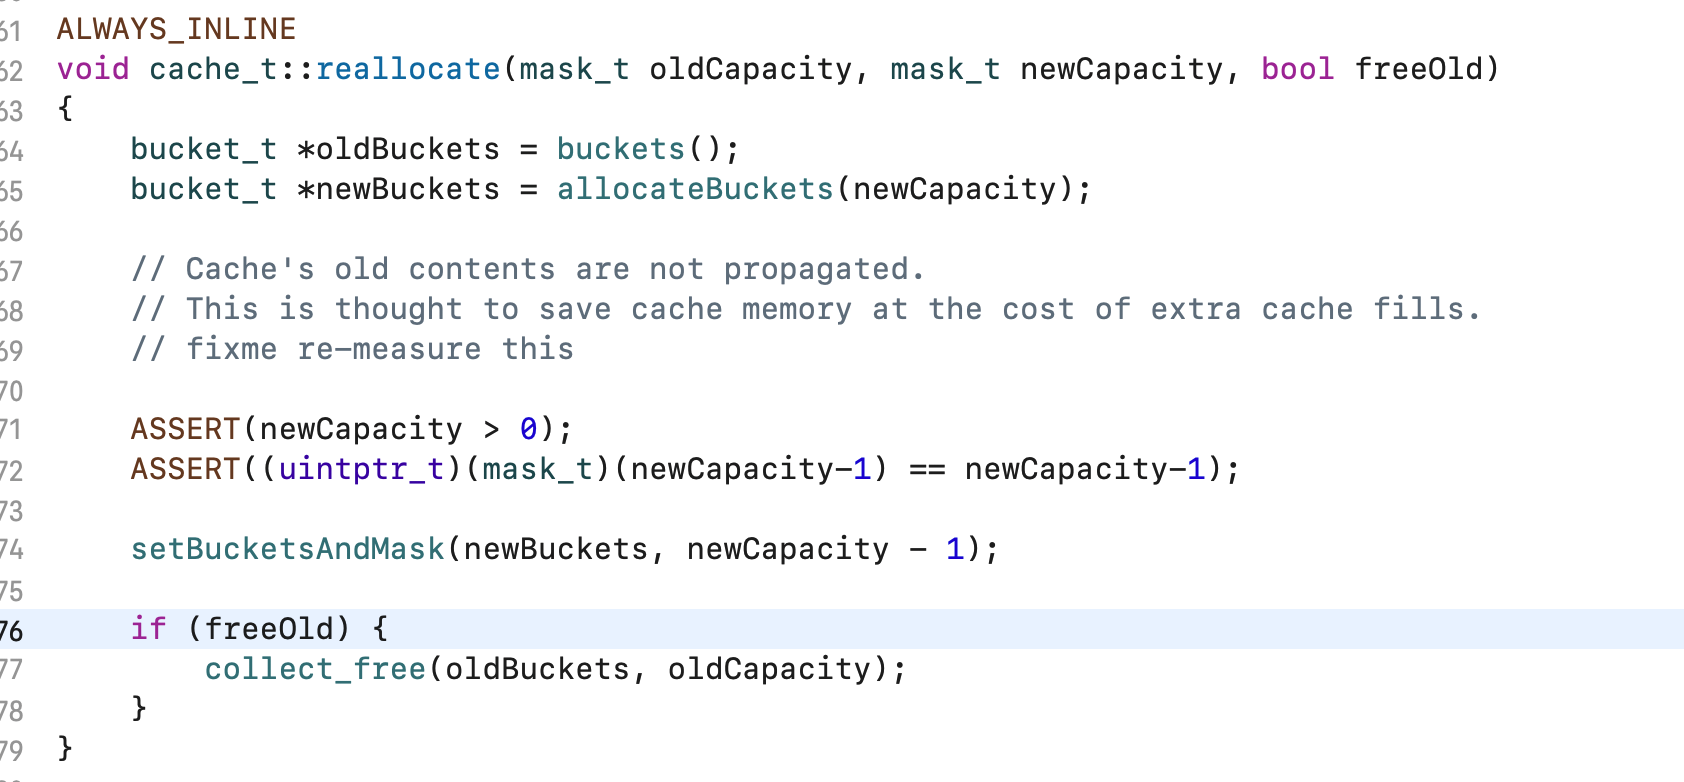 61 ALWAYS_INLINE
62 void cache_t::reallocate(mask_t oldCapacity, mask_t newCapacity, bool freeOld)
63 {
64     bucket_t *oldBuckets = buckets();
65     bucket_t *newBuckets = allocateBuckets(newCapacity);
66
67     // Cache's old contents are not propagated.
68     // This is thought to save cache memory at the cost of extra cache fills.
69     // fixme re-measure this
70
71     ASSERT(newCapacity > 0);
72     ASSERT((uintptr_t)(mask_t)(newCapacity-1) == newCapacity-1);
73
74     setBucketsAndMask(newBuckets, newCapacity - 1);
75
76     if (freeOld) {
77         collect_free(oldBuckets, oldCapacity);
78     }
79 }